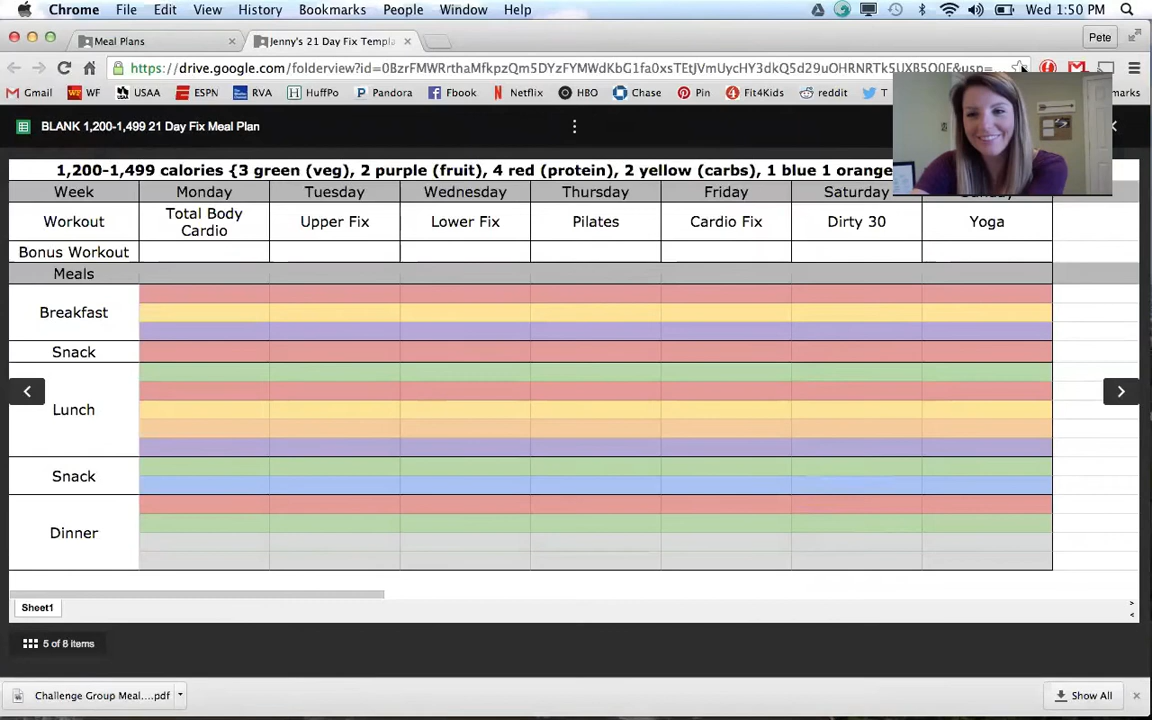 Chrome File Edit View History Bookmarks People Window Help Wed 1:50 PM
Meal Plans × Jenny's 21 Day Fix Templa × Pete
https://drive.google.com/folderview?id=0BzrFMWRrthaMfkpzQm5DYzFYMWdKbG1fa0xsTEtJVmUycHY3dkQ5d29uOHRNRTk5UXB5Q0E&usp=
Gmail WF USAA ESPN RVA HuffPo Pandora Fbook Netflix HBO Chase Pin Fit4Kids reddit T marks
BLANK 1,200-1,499 21 Day Fix Meal Plan
1,200-1,499 calories {3 green (veg), 2 purple (fruit), 4 red (protein), 2 yellow (carbs), 1 blue 1 orange
Week Monday Tuesday Wednesday Thursday Friday Saturday
Workout Total Body Cardio Upper Fix Lower Fix Pilates Cardio Fix Dirty 30 Yoga
Bonus Workout
Meals
Breakfast
Snack
Lunch
Snack
Dinner
Sheet1
5 of 8 items
Challenge Group Meal....pdf Show All ×